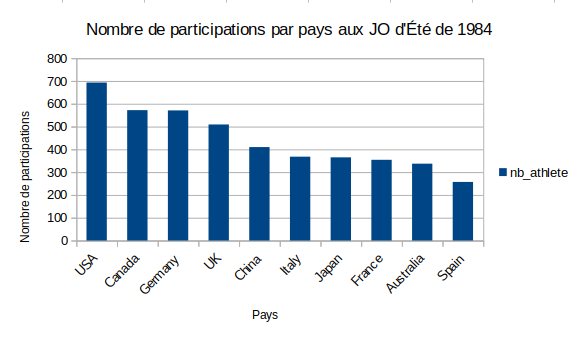 Nombre de participations par pays aux JO d'Été de 1984
800
700
600
500
400
300
200
100
0
Nombre de participations
USA
Canada
Germany
UK
China
Italy
Japan
France
Australia
Spain
Pays
nb_athlete